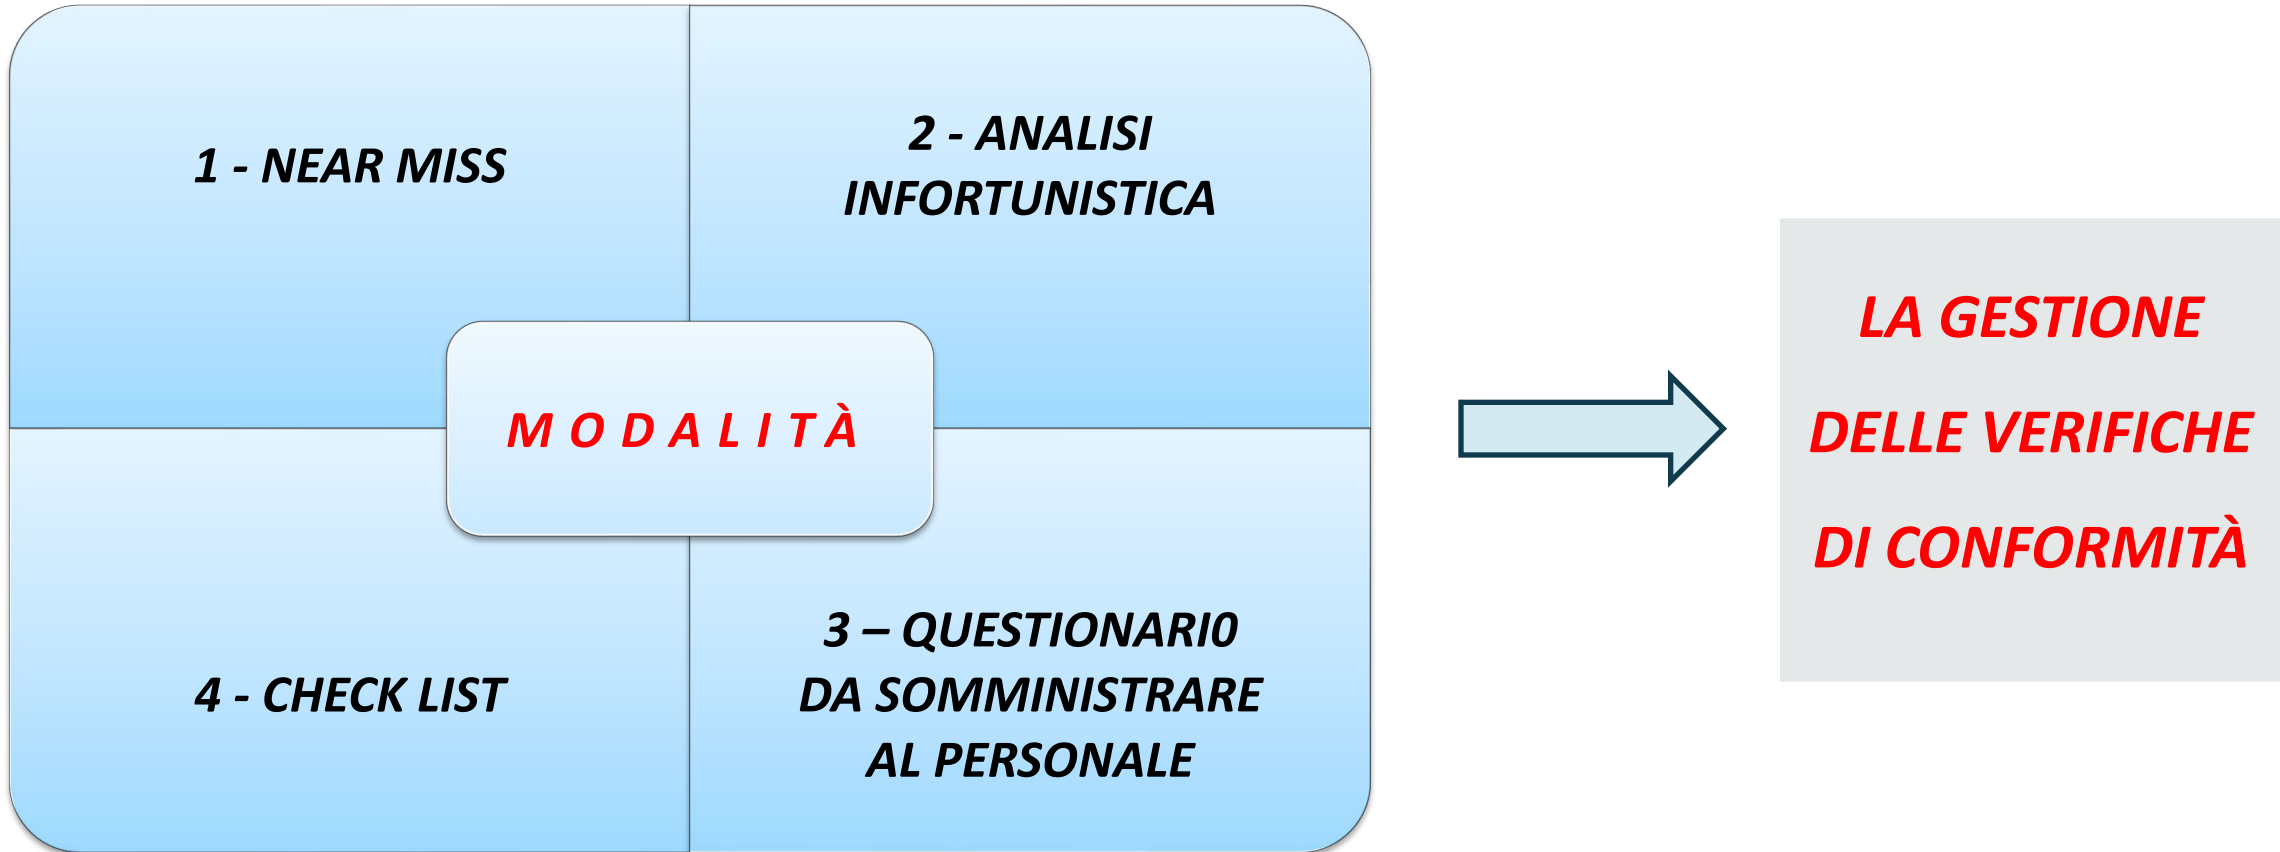 1 - NEAR MISS
2 - ANALISI
INFORTUNISTICA
M O D A L I T À
4 - CHECK LIST
3 – QUESTIONARI0
DA SOMMINISTRARE
AL PERSONALE
LA GESTIONE
DELLE VERIFICHE
DI CONFORMITÀ